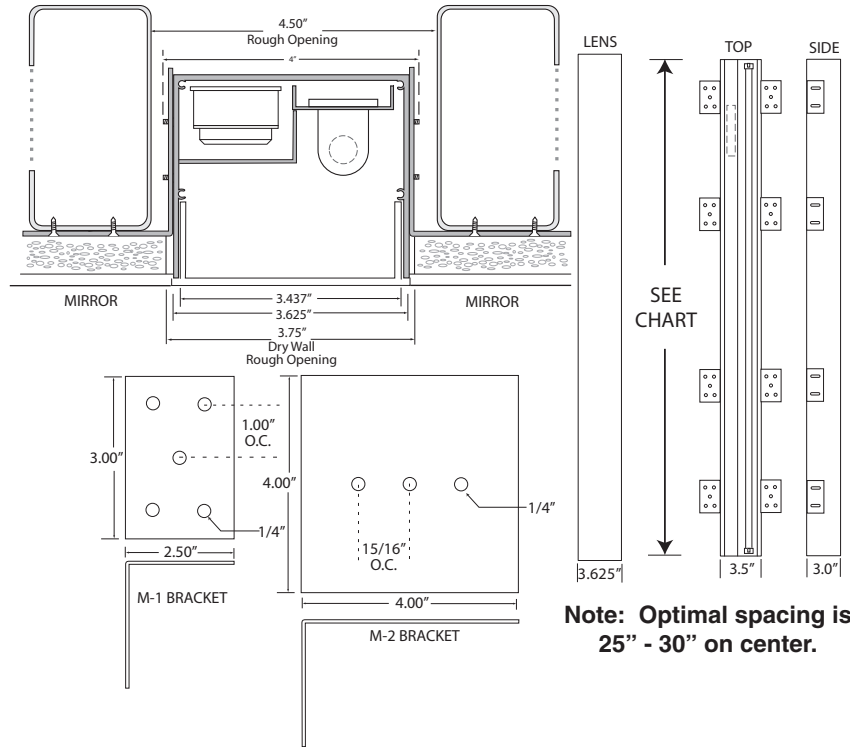 4.50”
Rough Opening
4”
MIRROR
MIRROR
3.437”
3.625”
3.75”
Dry Wall
Rough Opening
3.00”
1.00”
O.C.
1/4”
2.50”
M-1 BRACKET
4.00”
15/16”
O.C.
1/4”
4.00”
M-2 BRACKET
LENS
3.625”
SEE
CHART
TOP
3.5”
SIDE
3.0”
Note: Optimal spacing is
25” - 30” on center.